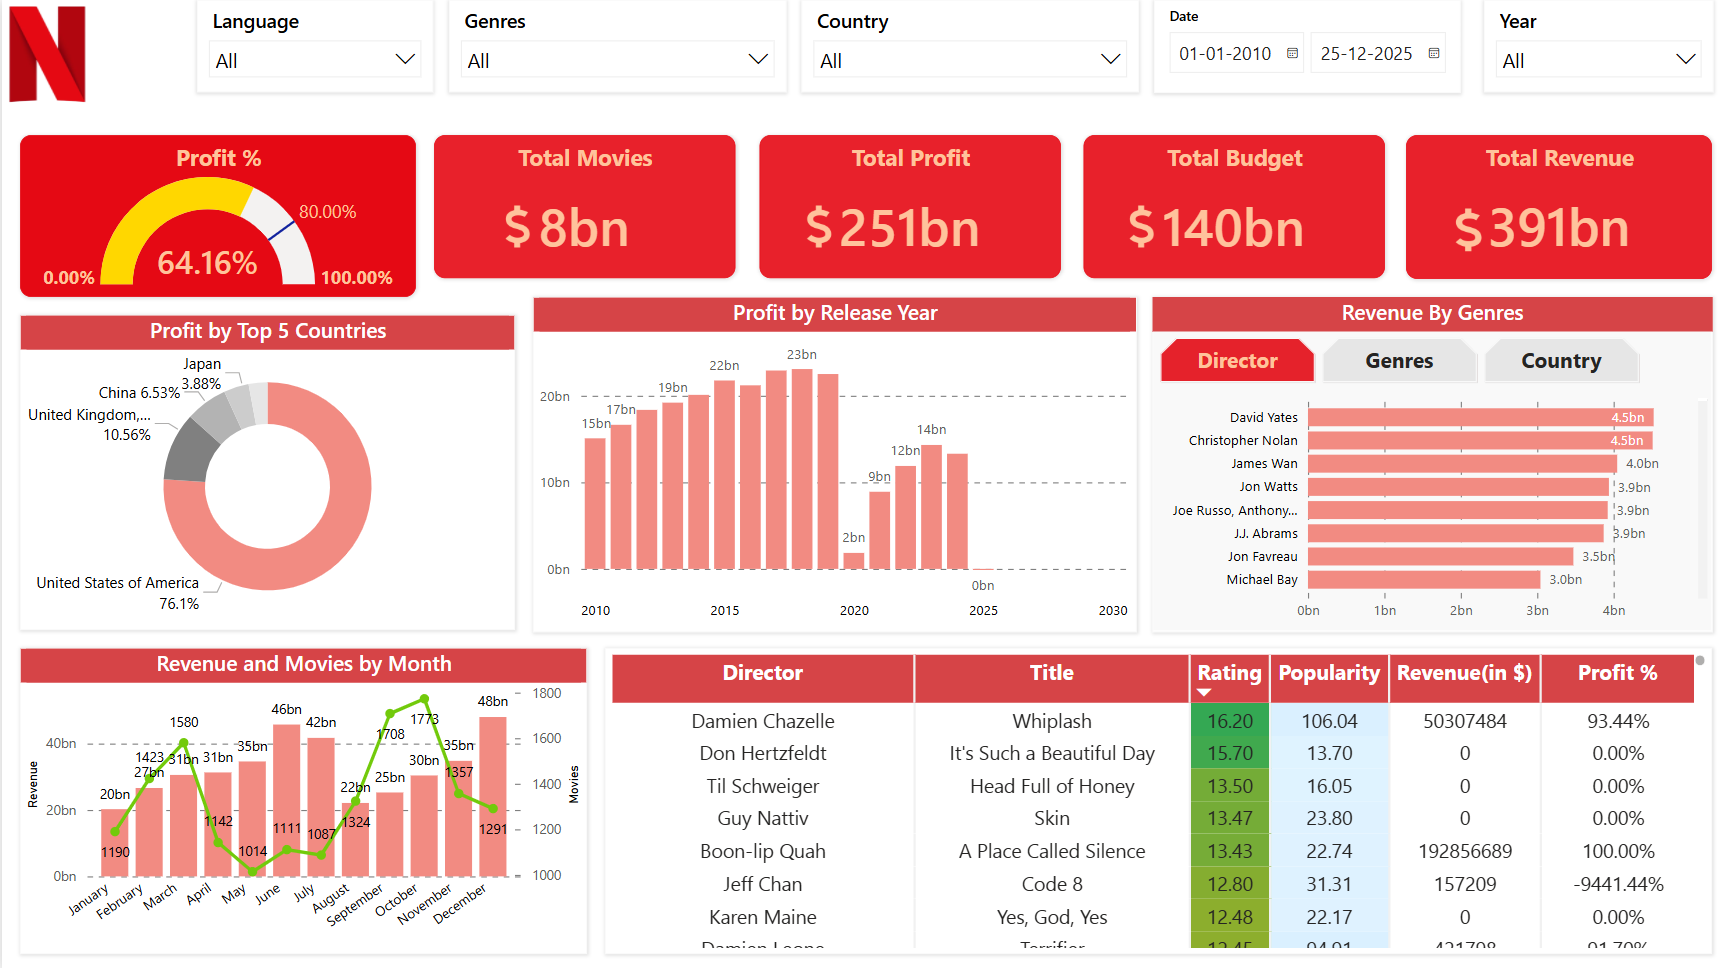 Language
All
Genres
All
Country
All
Date
01-01-2010
25-12-2025
Year
All
Profit %
80.00%
64.16%
0.00%
100.00%
Total Movies
$ 8bn
Total Profit
$ 251bn
Total Budget
$ 140bn
Total Revenue
$ 391bn
Profit by Top 5 Countries
Japan
3.88%
China 6.53%
United Kingdom,...
10.56%
United States of America
76.1%
Profit by Release Year
20bn
10bn
0bn
15bn
17bn
19bn
22bn
23bn
2bn
9bn
12bn
14bn
0bn
2010
2015
2020
2025
2030
Revenue By Genres
Director
Genres
Country
David Yates 4.5bn
Christopher Nolan 4.5bn
James Wan 4.0bn
Jon Watts 3.9bn
Joe Russo, Anthony... 3.9bn
J.J. Abrams 3.9bn
Jon Favreau 3.5bn
Michael Bay 3.0bn
0bn 1bn 2bn 3bn 4bn
Revenue and Movies by Month
Revenue
40bn
20bn
0bn
20bn
27bn
31bn
31bn
35bn
46bn
42bn
22bn
25bn
30bn
35bn
48bn
1190
1423
1580
1142
1014
1111
1087
1324
1708
1773
1357
1291
1800
1600
1400
1200
1000
Movies
January
February
March
April
May
June
July
August
September
October
November
December
Director Title Rating Popularity Revenue(in $) Profit %
Damien Chazelle Whiplash 16.20 106.04 50307484 93.44%
Don Hertzfeldt It's Such a Beautiful Day 15.70 13.70 0 0.00%
Til Schweiger Head Full of Honey 13.50 16.05 0 0.00%
Guy Nattiv Skin 13.47 23.80 0 0.00%
Boon-lip Quah A Place Called Silence 13.43 22.74 192856689 100.00%
Jeff Chan Code 8 12.80 31.31 157209 -9441.44%
Karen Maine Yes, God, Yes 12.48 22.17 0 0.00%
Damien Leone Terrifier 12.45 94.91 421798 91.70%